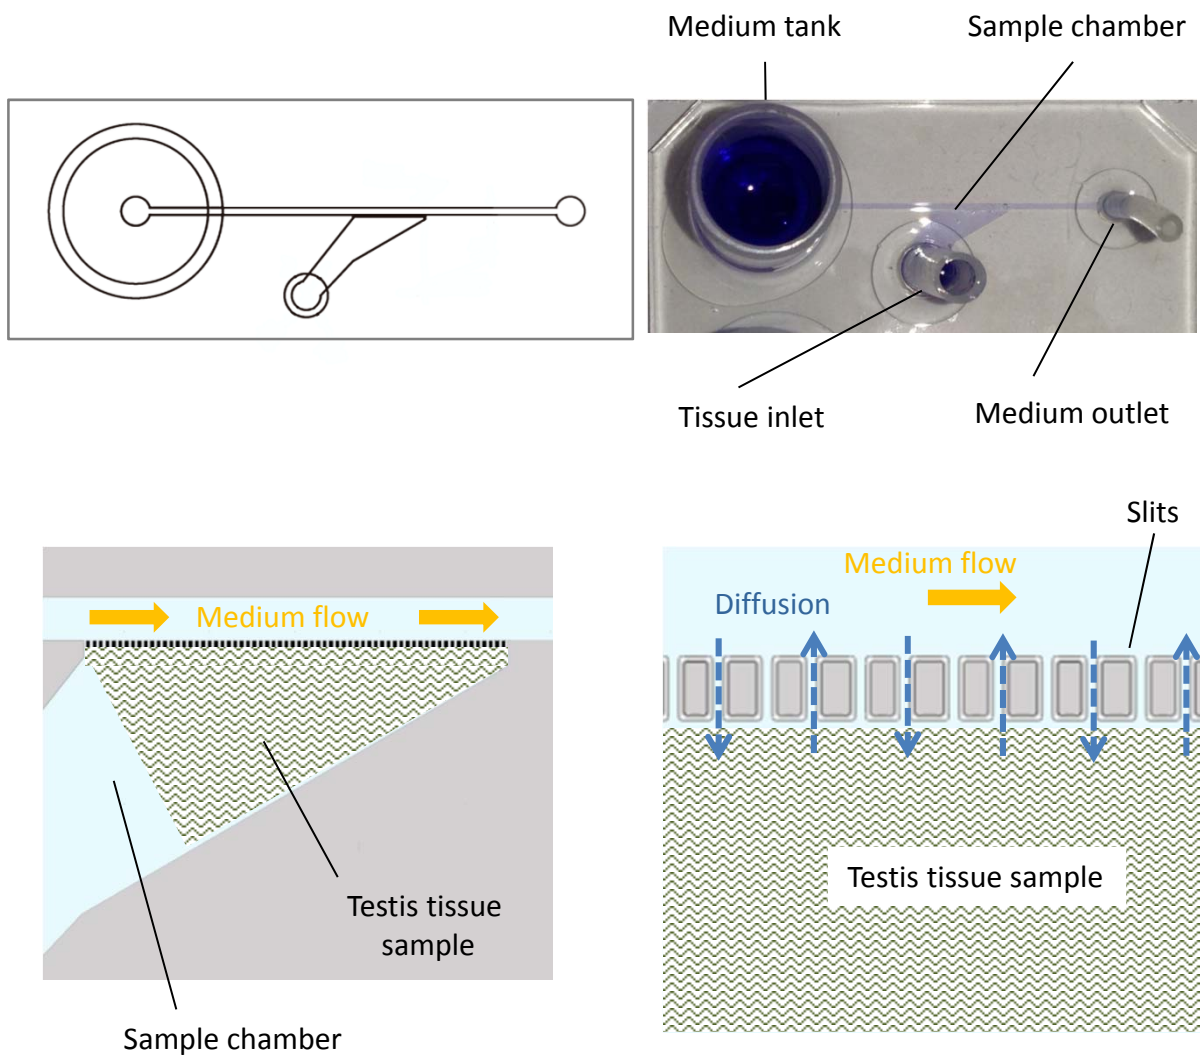 Medium tank
Sample chamber
Tissue inlet
Medium outlet
Slits
Medium flow
Medium flow
Diffusion
Testis tissue sample
Testis tissue
sample
Sample chamber